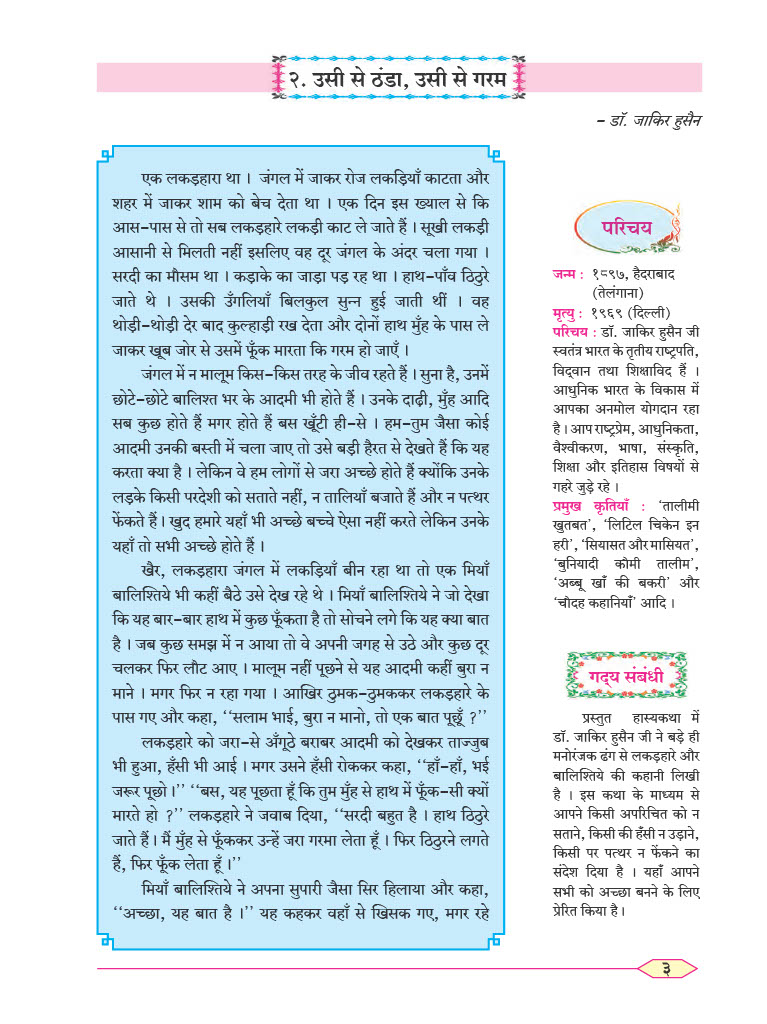 २. उसी से ठंडा, उसी से गरम
– डॉ. जाकिर हुसैन
एक लकड़हारा था । जंगल में जाकर रोज लकड़ियाँ काटता और
शहर में जाकर शाम को बेच देता था । एक दिन इस ख्याल से कि
आस-पास से तो सब लकड़हारे लकड़ी काट ले जाते हैं । सूखी लकड़ी
आसानी से मिलती नहीं इसलिए वह दूर जंगल के अंदर चला गया ।
सरदी का मौसम था । कड़ाके का जाड़ा पड़ रहा था । हाथ-पाँव ठिठुरे
जाते थे । उसकी उँगलियाँ बिलकुल सुन्न हुई जाती थीं । वह
थोड़ी-थोड़ी देर बाद कुल्हाड़ी रख देता और दोनों हाथ मुँह के पास ले
जाकर खूब जोर से उसमें फूँक मारता कि गरम हो जाएँ ।
जंगल में न मालूम किस-किस तरह के जीव रहते हैं । सुना है, उनमें
छोटे-छोटे बालिश्त भर के आदमी भी होते हैं । उनके दाढ़ी, मुँह आदि
सब कुछ होते हैं मगर होते हैं बस खूँटी ही-से । हम-तुम जैसा कोई
आदमी उनकी बस्ती में चला जाए तो उसे बड़ी हैरत से देखते हैं कि यह
करता क्या है । लेकिन वे हम लोगों से जरा अच्छे होते हैं क्योंकि उनके
लड़के किसी परदेशी को सताते नहीं, न तालियाँ बजाते हैं और न पत्थर
फेंकते हैं । खुद हमारे यहाँ भी अच्छे बच्चे ऐसा नहीं करते लेकिन उनके
यहाँ तो सभी अच्छे होते हैं ।
खैर, लकड़हारा जंगल में लकड़ियाँ बीन रहा था तो एक मियाँ
बालिश्तिये भी कहीं बैठे उसे देख रहे थे । मियाँ बालिश्तिये ने जो देखा
कि यह बार-बार हाथ में कुछ फूँकता है तो सोचने लगे कि यह क्या बात
है । जब कुछ समझ में न आया तो वे अपनी जगह से उठे और कुछ दूर
चलकर फिर लौट आए । मालूम नहीं पूछने से यह आदमी कहीं बुरा न
माने । मगर फिर न रहा गया । आखिर ठुमक-ठुमककर लकड़हारे के
पास गए और कहा, ‘‘सलाम भाई, बुरा न मानो, तो एक बात पूछूँ ?’’
लकड़हारे को जरा-से अँगूठे बराबर आदमी को देखकर ताज्जुब
भी हुआ, हँसी भी आई । मगर उसने हँसी रोककर कहा, ‘‘हाँ-हाँ, भई
जरूर पूछो ।’’ ‘‘बस, यह पूछता हूँ कि तुम मुँह से हाथ में फूँक-सी क्यों
मारते हो ?’’ लकड़हारे ने जवाब दिया, ‘‘सरदी बहुत है । हाथ ठिठुरे
जाते हैं । मैं मुँह से फूँककर उन्हें जरा गरमा लेता हूँ । फिर ठिठुरने लगते
हैं, फिर फूँक लेता हूँ ।’’
मियाँ बालिश्तिये ने अपना सुपारी जैसा सिर हिलाया और कहा,
‘‘अच्छा, यह बात है ।’’ यह कहकर वहाँ से खिसक गए, मगर रहे
परिचय
जन्म : १८९७, हैदराबाद
(तेलंगाना)
मृत्यु : १९६९ (दिल्ली)
परिचय : डॉ. जाकिर हुसैन जी
स्वतंत्र भारत के तृतीय राष्ट्रपति,
विद्वान तथा शिक्षाविद हैं ।
आधुनिक भारत के विकास में
आपका अनमोल योगदान रहा
है । आप राष्ट्रप्रेम, आधुनिकता,
वैश्वीकरण, भाषा, संस्कृति,
शिक्षा और इतिहास विषयों से
गहरे जुड़े रहे ।
प्रमुख कृतियाँ : ‘तालीमी
खुतबत’, ‘लिटिल चिकेन इन
हरी’, ‘सियासत और मासियत’,
‘बुनियादी कौमी तालीम’,
‘अब्बू खाँ की बकरी’ और
‘चौदह कहानियाँ’ आदि ।
गद्य संबंधी
प्रस्तुत हास्यकथा में
डॉ. जाकिर हुसैन जी ने बड़े ही
मनोरंजक ढंग से लकड़हारे और
बालिश्तिये की कहानी लिखी
है । इस कथा के माध्यम से
आपने किसी अपरिचित को न
सताने, किसी की हँसी न उड़ाने,
किसी पर पत्थर न फेंकने का
संदेश दिया है । यहाँ आपने
सभी को अच्छा बनने के लिए
प्रेरित किया है ।
३